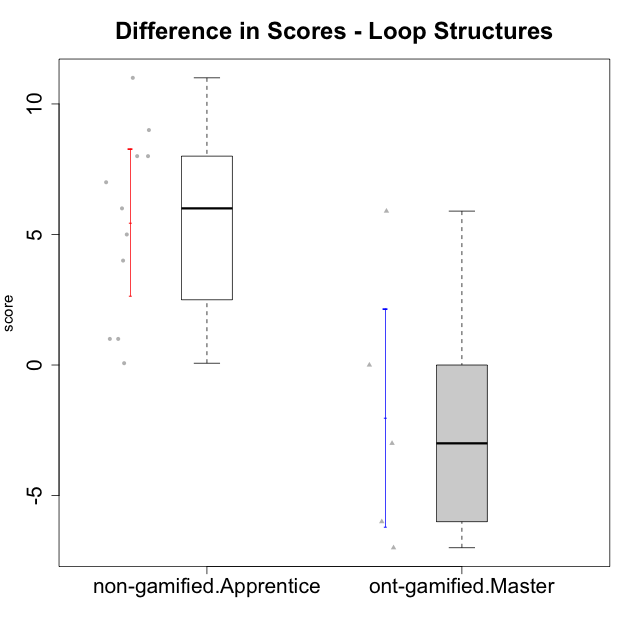 Difference in Scores - Loop Structures
10
5
0
-5
score
non-gamified.Apprentice
ont-gamified.Master